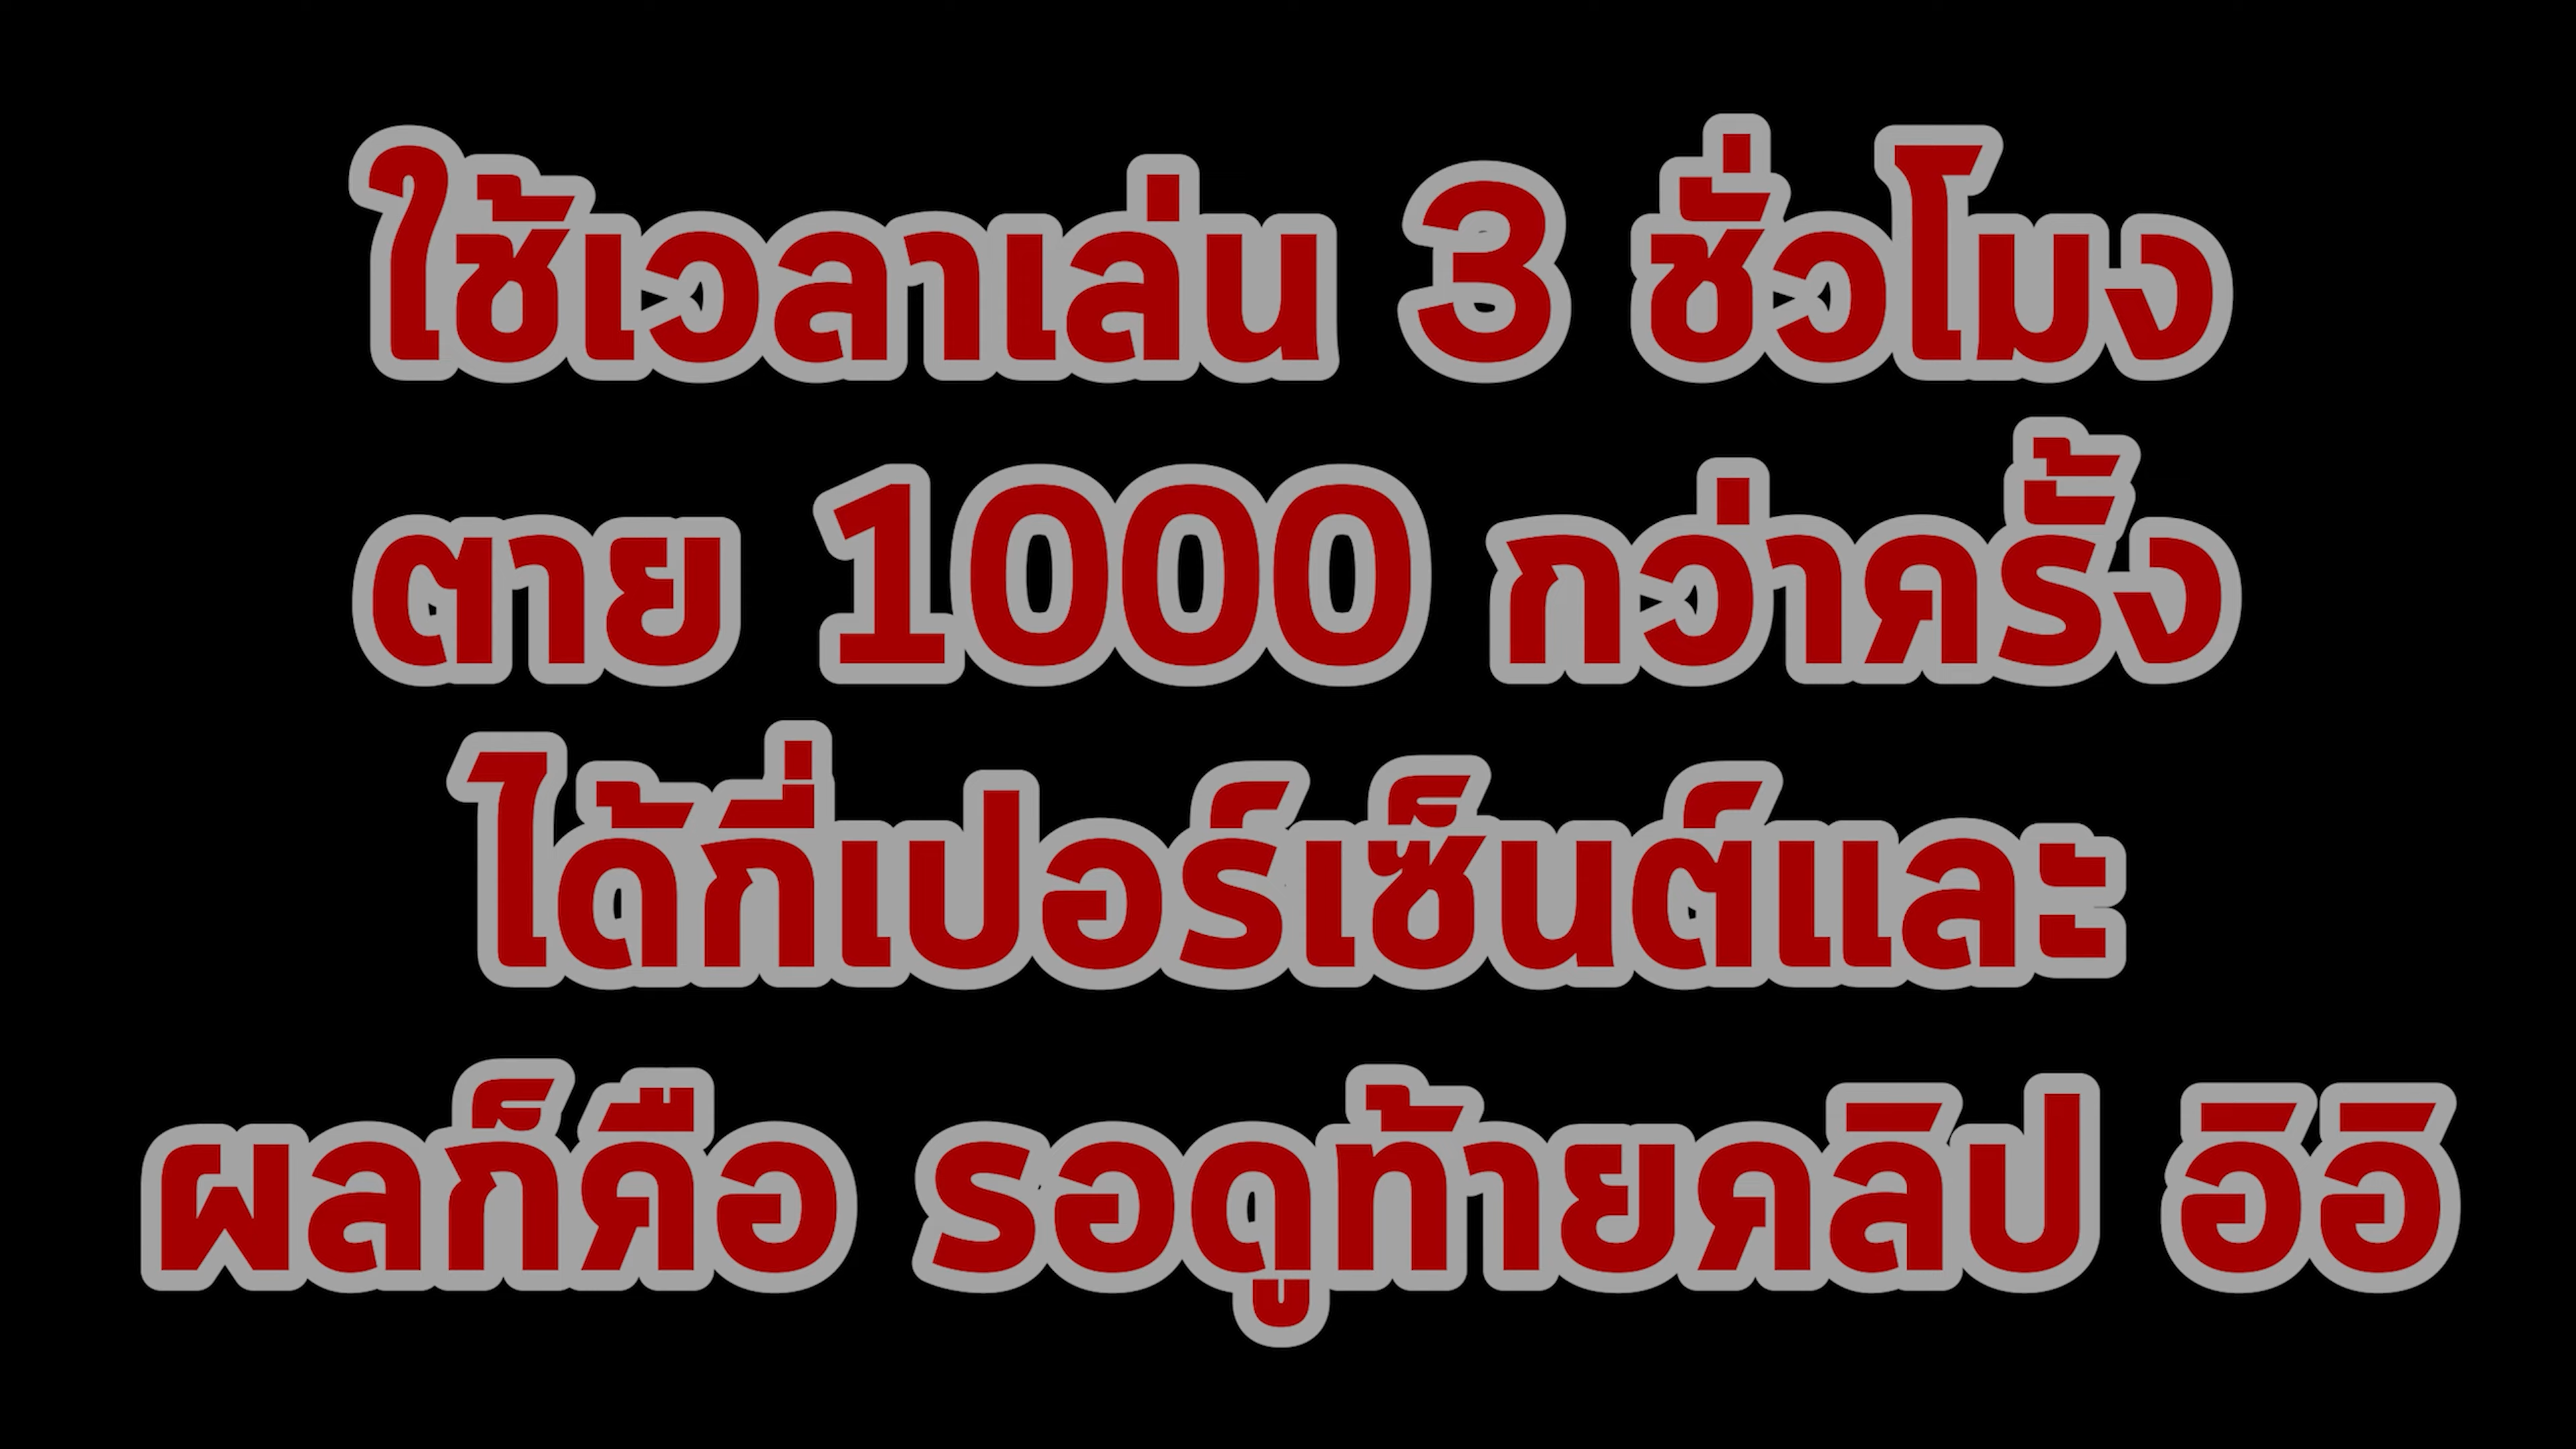 ใช้เวลาเล่น 3 ชั่วโมง
ตาย 1000 กว่าครั้ง
ได้กี่เปอร์เซ็นต์และ
ผลก็คือ รอดูท้ายคลิป อิอิ